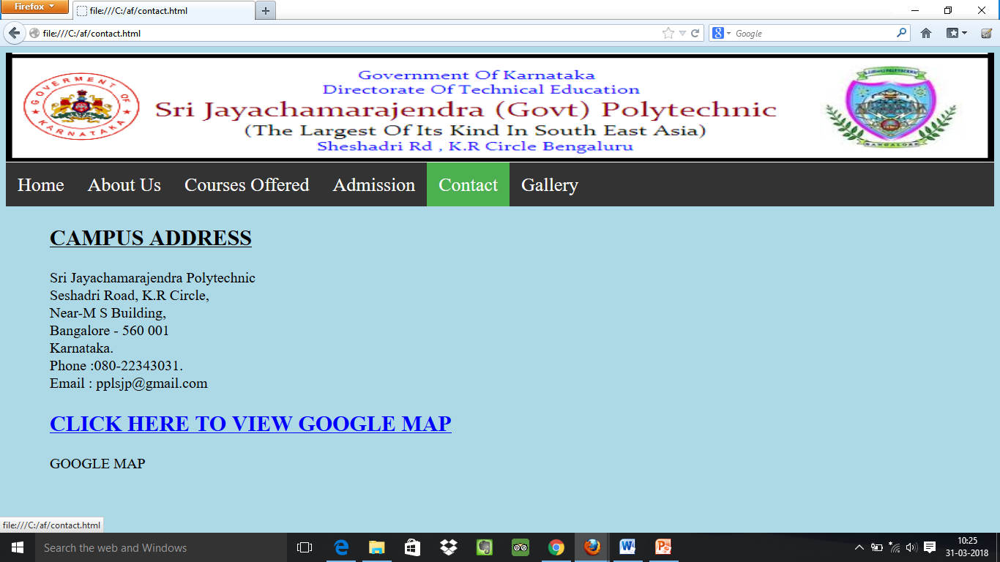 Firefox
file:///C:/af/contact.html
file:///C:/af/contact.html
Google
GOVERMENT OF KARNATAKA
Government Of Karnataka
Directorate Of Technical Education
Sri Jayachamarajendra (Govt) Polytechnic
(The Largest Of Its Kind In South East Asia)
Sheshadri Rd , K.R Circle Bengaluru
BANGALORE
Home About Us Courses Offered Admission Contact Gallery
CAMPUS ADDRESS
Sri Jayachamarajendra Polytechnic
Seshadri Road, K.R Circle,
Near-M S Building,
Bangalore - 560 001
Karnataka.
Phone :080-22343031.
Email : pplsjp@gmail.com
CLICK HERE TO VIEW GOOGLE MAP
GOOGLE MAP
file:///C:/af/contact.html
Search the web and Windows
10:25
31-03-2018